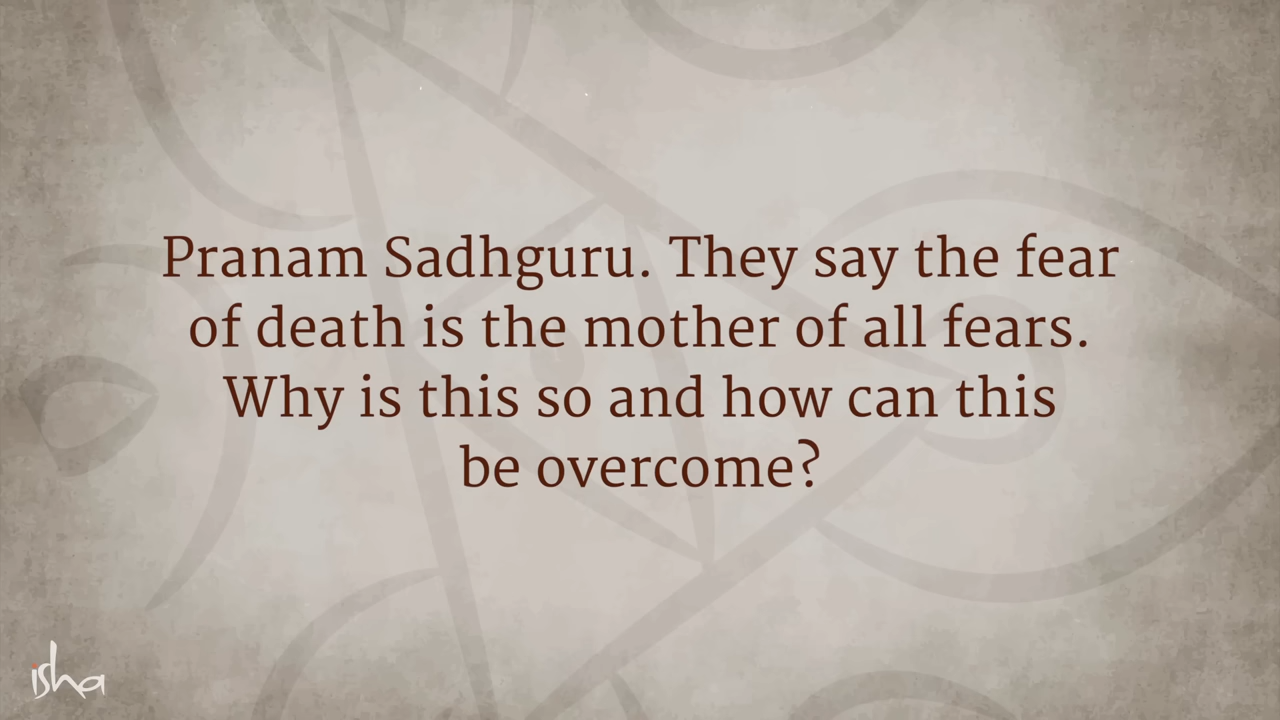 Pranam Sadhguru. They say the fear
of death is the mother of all fears.
Why is this so and how can this
be overcome?
isha